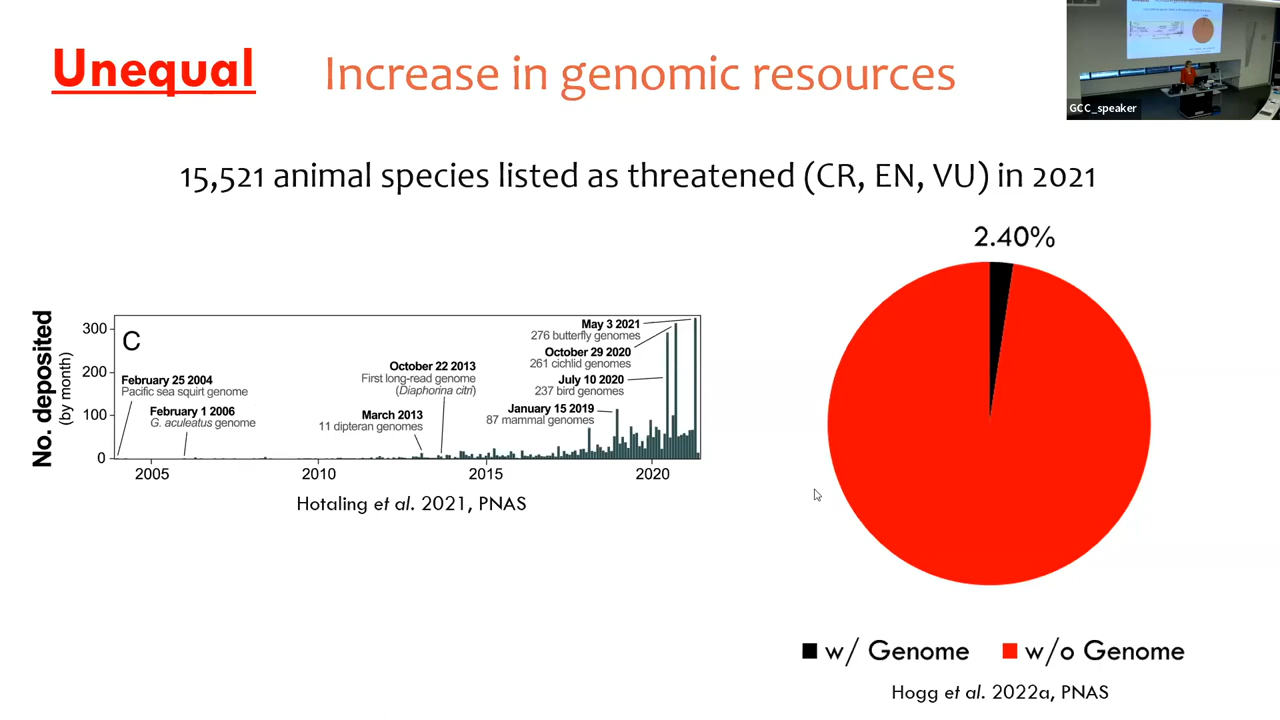 Unequal
Increase in genomic resources
GCC_speaker
15,521 animal species listed as threatened (CR, EN, VU) in 2021
No. deposited
(by month)
300
200
100
0
C
February 25 2004
Pacific sea squirt genome
February 1 2006
G. aculeatus genome
March 2013
11 dipteran genomes
October 22 2013
First long-read genome
(Diaphorina citri)
January 15 2019
87 mammal genomes
July 10 2020
237 bird genomes
October 29 2020
261 cichlid genomes
May 3 2021
276 butterfly genomes
2005 2010 2015 2020
Hotaling et al. 2021, PNAS
2.40%
w/ Genome w/o Genome
Hogg et al. 2022a, PNAS